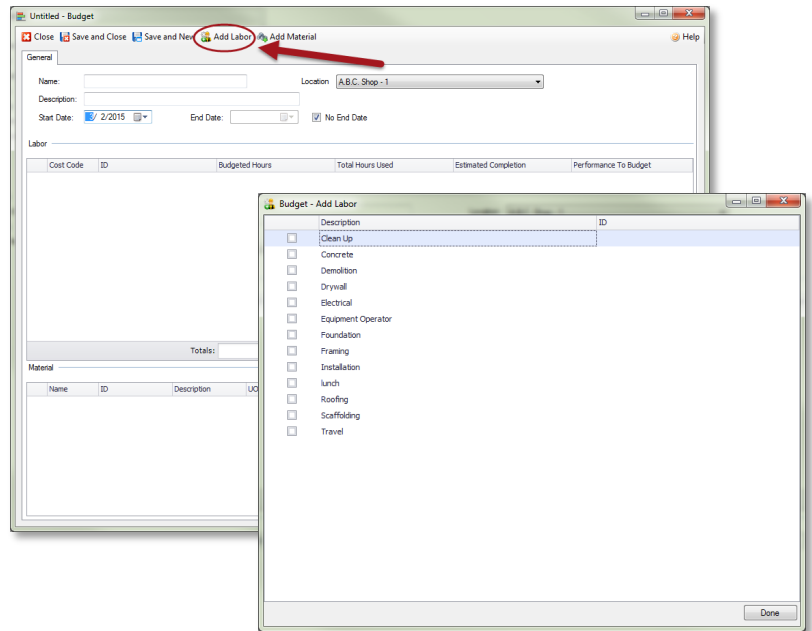 Untitled - Budget
Close Save and Close Save and New Add Labor Add Material Help
General
Name: Location A.B.C. Shop - 1
Description:
Start Date: 3/ 2/2015 End Date: No End Date
Labor
Cost Code ID Budgeted Hours Total Hours Used Estimated Completion Performance To Budget
Totals:
Material
Name ID Description UO
Budget - Add Labor
Description ID
Clean Up
Concrete
Demolition
Drywall
Electrical
Equipment Operator
Foundation
Framing
Installation
lunch
Roofing
Scaffolding
Travel
Done